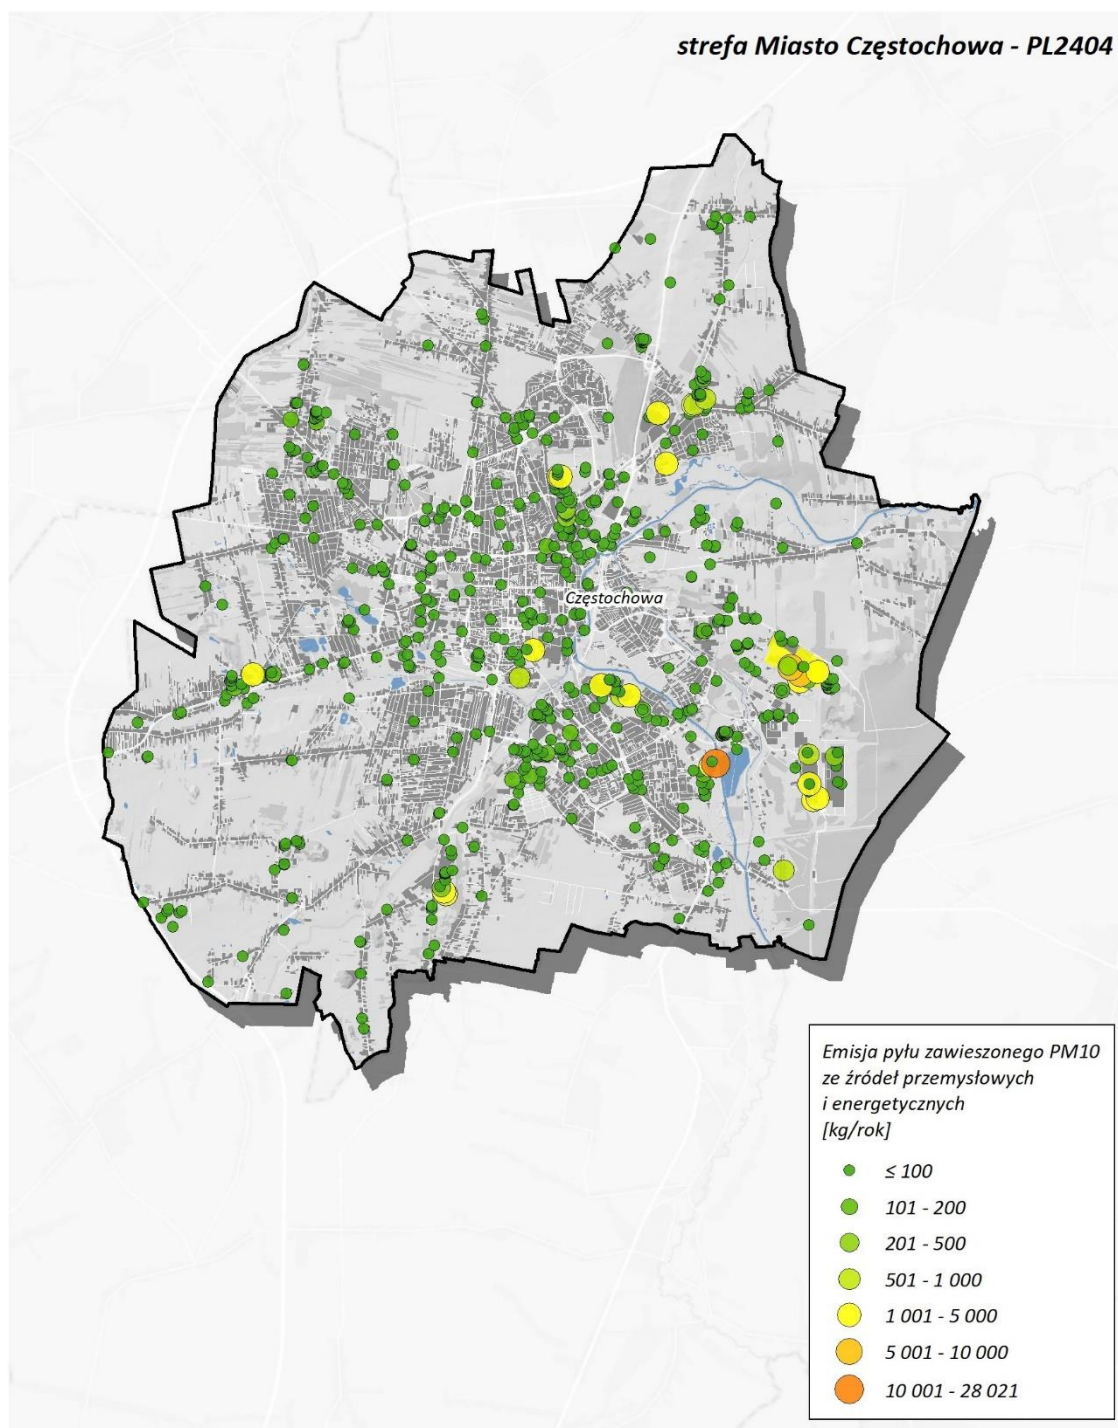 strefa Miasto Częstochowa - PL2404
Częstochowa
Emisja pyłu zawieszonego PM10
ze źródeł przemysłowych
i energetycznych
[kg/rok]
≤ 100
101 - 200
201 - 500
501 - 1 000
1 001 - 5 000
5 001 - 10 000
10 001 - 28 021